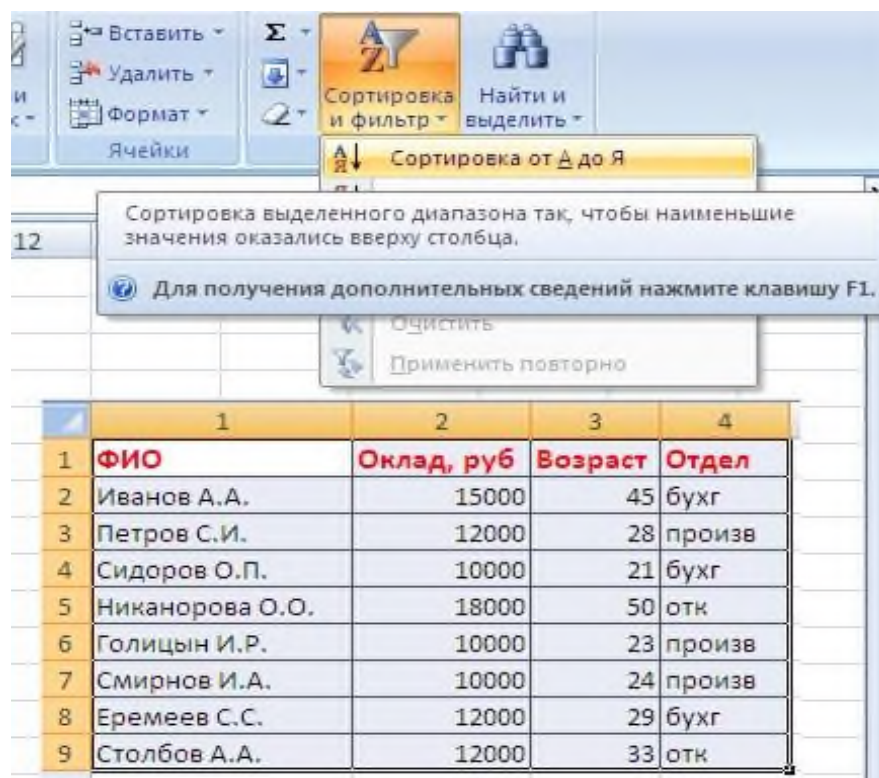 Вставить
Удалить
Формат
Ячейки
Σ
Сортировка и фильтр
Найти и выделить
Сортировка от А до Я
Сортировка выделенного диапазона так, чтобы наименьшие
значения оказались вверху столбца.
Для получения дополнительных сведений нажмите клавишу F1.
12
Очистить
Применить повторно
1 2 3 4
1 ФИО Оклад, руб Возраст Отдел
2 Иванов А.А. 15000 45 бухг
3 Петров С.И. 12000 28 произв
4 Сидоров О.П. 10000 21 бухг
5 Никанорова О.О. 18000 50 отк
6 Голицын И.Р. 10000 23 произв
7 Смирнов И.А. 10000 24 произв
8 Еремеев С.С. 12000 29 бухг
9 Столбов А.А. 12000 33 отк